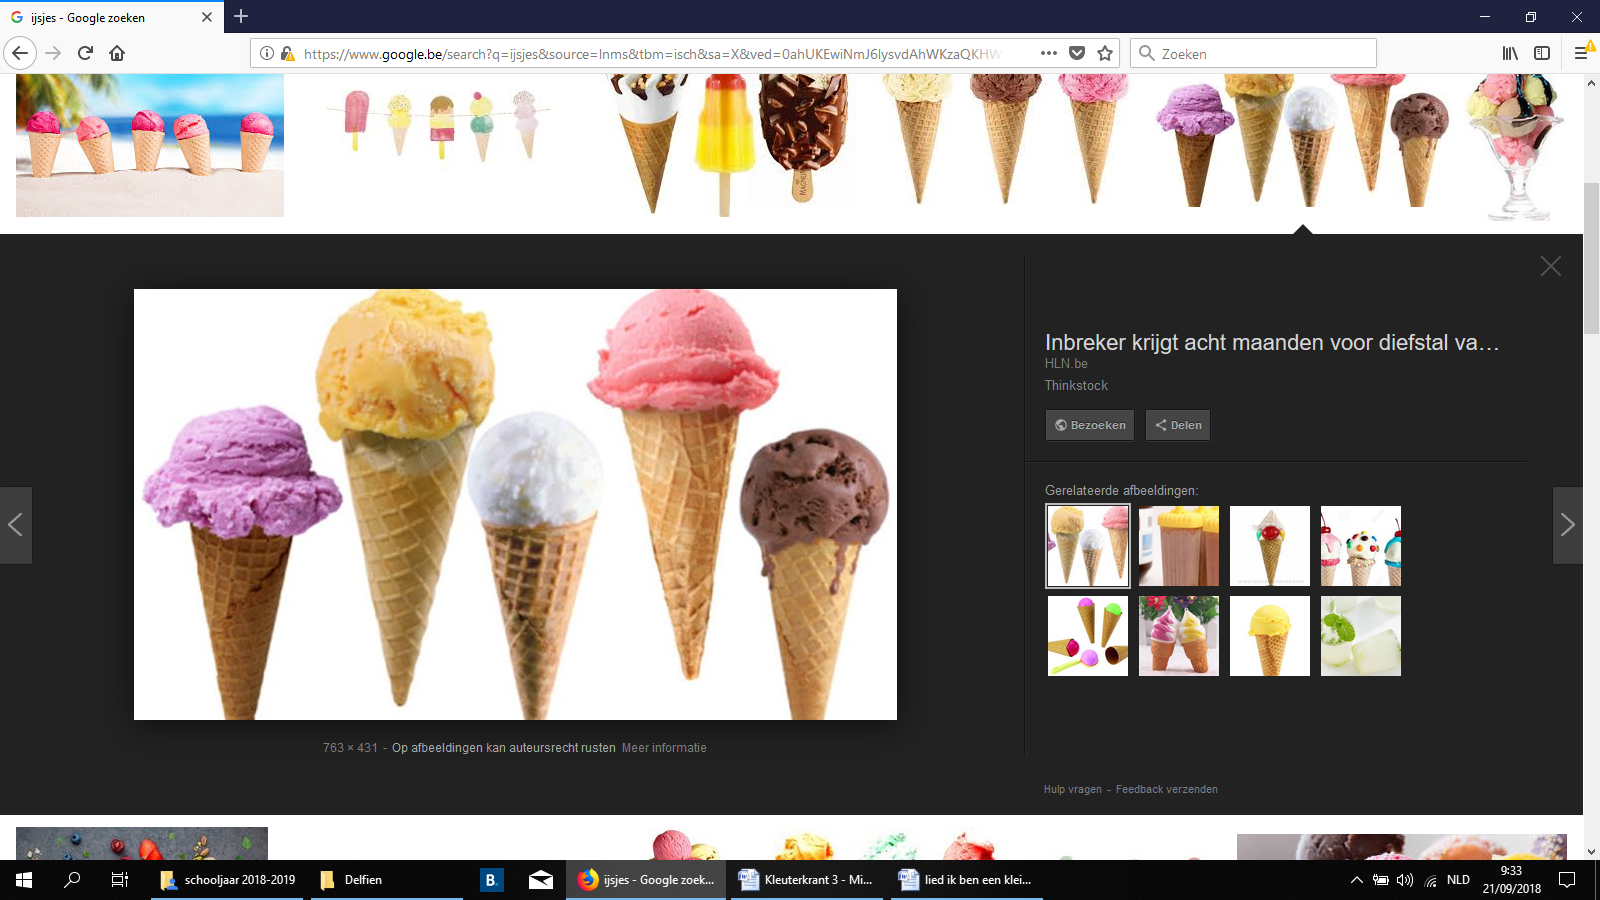 ijsjes - Google zoeken
https://www.google.be/search?q=ijsjes&source=lnms&tbm=isch&sa=X&ved=0ahUKEwiNmJ6lysvdAhWKzaQKHW
Zoeken
MAGNUM
Inbreker krijgt acht maanden voor diefstal va...
HLN.be
Thinkstock
Bezoeken
Delen
Gerelateerde afbeeldingen:
763 × 431 - Op afbeeldingen kan auteursrecht rusten Meer informatie
Hulp vragen - Feedback verzenden
schooljaar 2018-2019
Delfien
B.
ijsjes - Google zoek...
Kleuterkrant 3 - Mi...
lied ik ben een klei...
NLD
9:33
21/09/2018